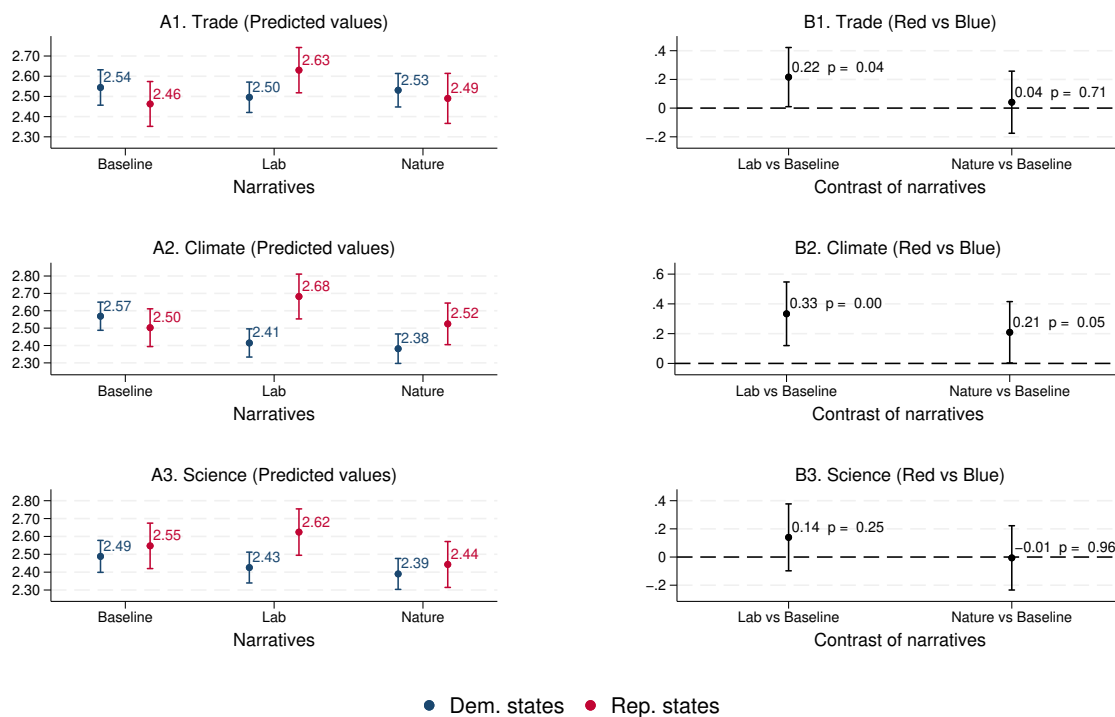 A1. Trade (Predicted values)
2.70
2.60
2.50
2.40
2.30
2.54
2.46
2.50
2.63
2.53
2.49
Baseline
Lab
Nature
Narratives
B1. Trade (Red vs Blue)
.4
.2
0
−.2
0.22 p = 0.04
0.04 p = 0.71
Lab vs Baseline
Nature vs Baseline
Contrast of narratives
A2. Climate (Predicted values)
2.80
2.70
2.60
2.50
2.40
2.30
2.57
2.50
2.41
2.68
2.38
2.52
Baseline
Lab
Nature
Narratives
B2. Climate (Red vs Blue)
.6
.4
.2
0
0.33 p = 0.00
0.21 p = 0.05
Lab vs Baseline
Nature vs Baseline
Contrast of narratives
A3. Science (Predicted values)
2.80
2.70
2.60
2.50
2.40
2.30
2.49
2.55
2.43
2.62
2.39
2.44
Baseline
Lab
Nature
Narratives
B3. Science (Red vs Blue)
.4
.2
0
−.2
0.14 p = 0.25
−0.01 p = 0.96
Lab vs Baseline
Nature vs Baseline
Contrast of narratives
Dem. states
Rep. states